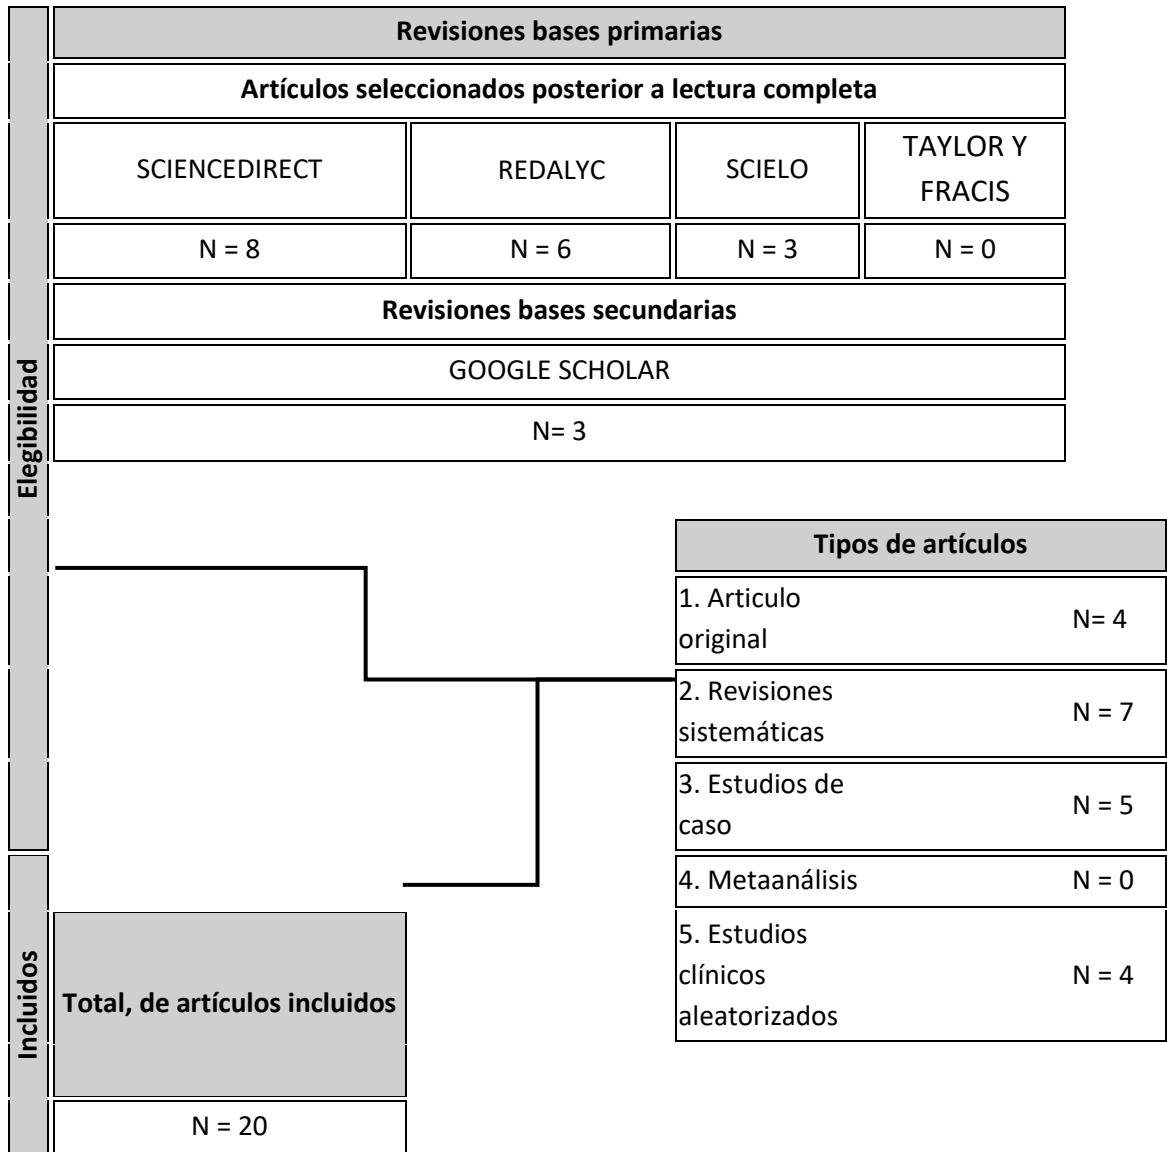 Revisiones bases primarias
Artículos seleccionados posterior a lectura completa
SCIENCEDIRECT
REDALYC
SCIELO
TAYLOR Y
FRACIS
N = 8
N = 6
N = 3
N = 0
Revisiones bases secundarias
GOOGLE SCHOLAR
N= 3
Elegibilidad
Tipos de artículos
1. Articulo
original
N= 4
2. Revisiones
sistemáticas
N = 7
3. Estudios de
caso
N = 5
4. Metaanálisis
N = 0
5. Estudios
clínicos
aleatorizados
N = 4
Incluidos
Total, de artículos incluidos
N = 20